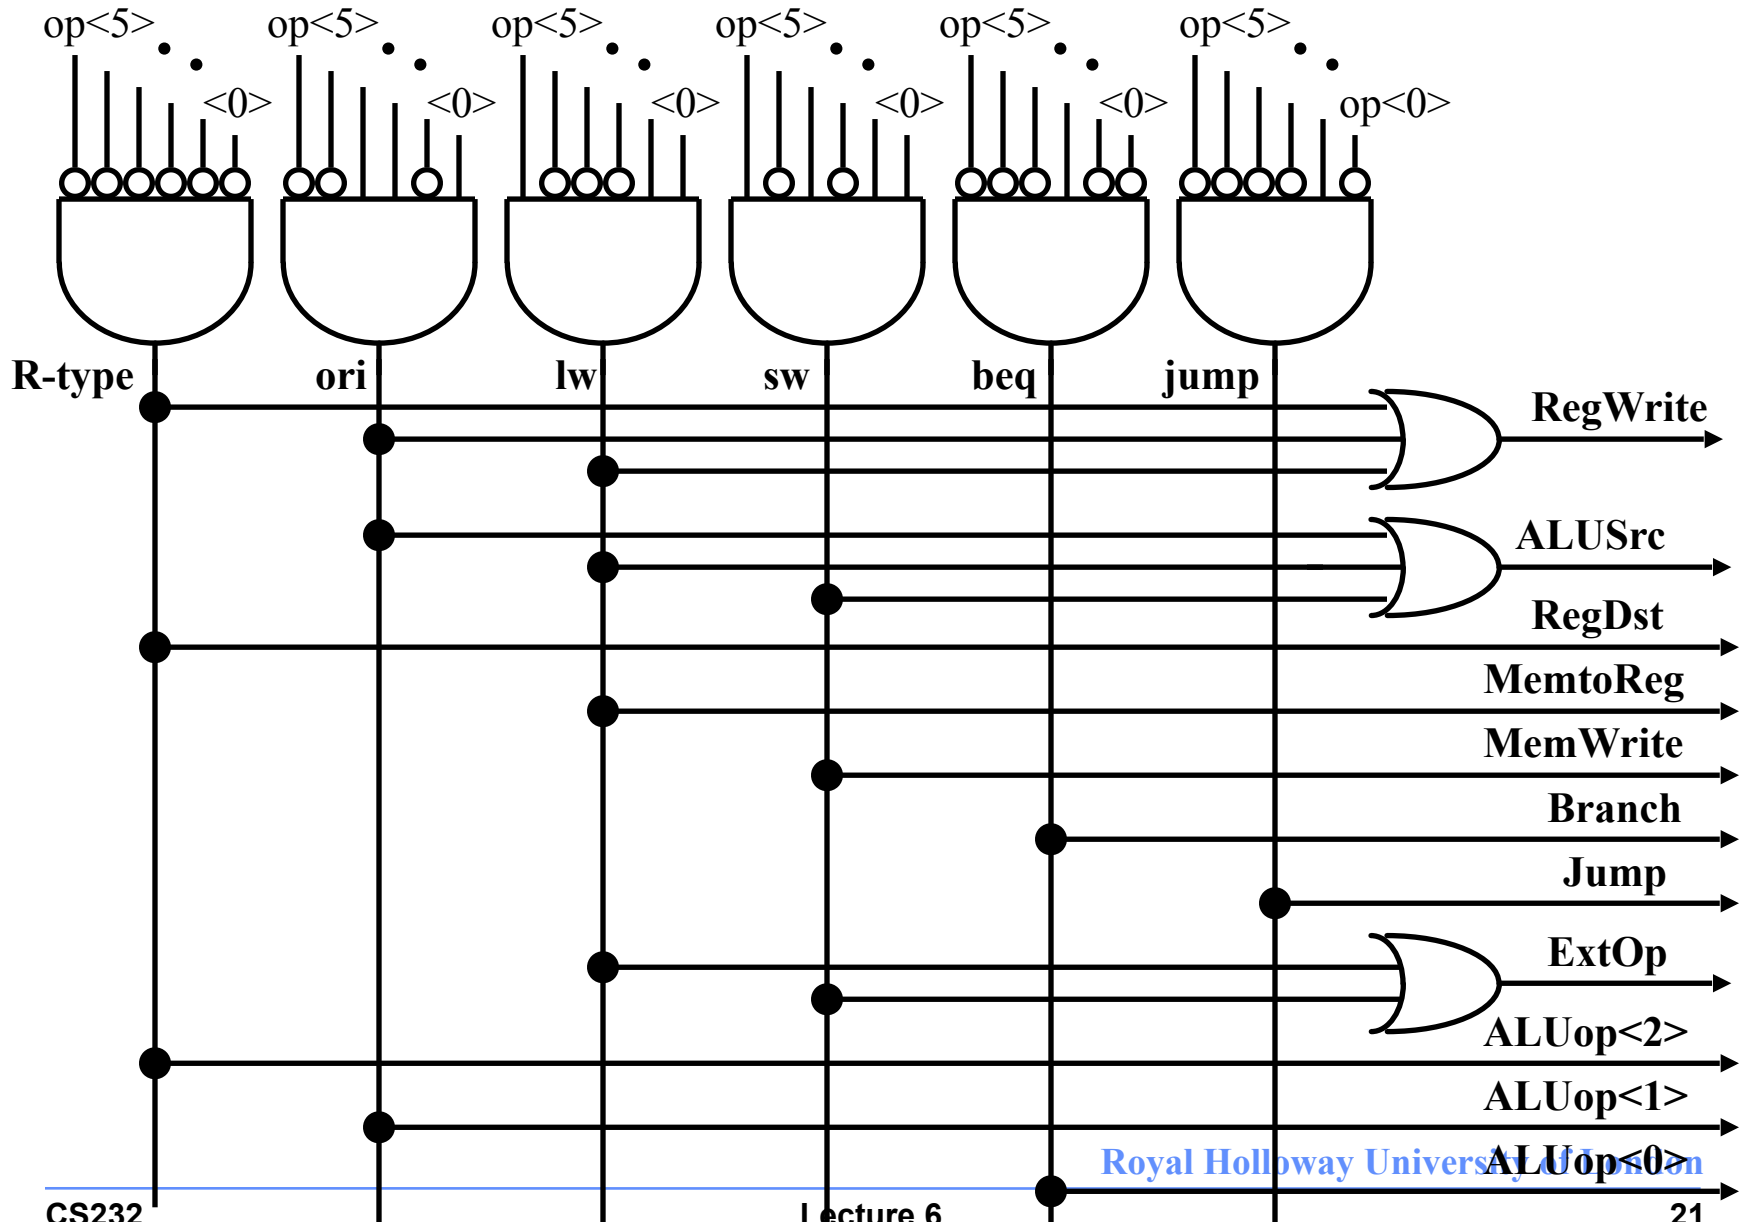 op<5> op<5> op<5> op<5> op<5> op<5>
<0> <0> <0> <0> <0> op<0>
R-type ori lw sw beq jump
RegWrite
ALUSrc
RegDst
MemtoReg
MemWrite
Branch
Jump
ExtOp
ALUop<2>
ALUop<1>
ALUop<0>
Royal Holloway University of London
CS232 Lecture 6 21